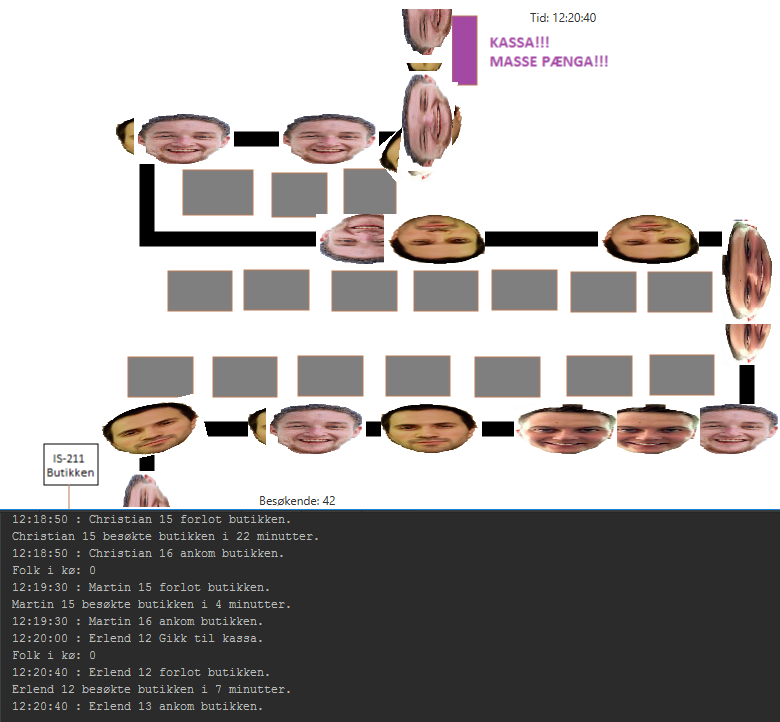 Tid: 12:20:40
KASSA!!!
MASSE PÆNGA!!!
IS-211
Butikken
Besøkende: 42
12:18:50 : Christian 15 forlot butikken.
Christian 15 besøkte butikken i 22 minutter.
12:18:50 : Christian 16 ankom butikken.
Folk i kø: 0
12:19:30 : Martin 15 forlot butikken.
Martin 15 besøkte butikken i 4 minutter.
12:19:30 : Martin 16 ankom butikken.
12:20:00 : Erlend 12 Gikk til kassa.
Folk i kø: 0
12:20:40 : Erlend 12 forlot butikken.
Erlend 12 besøkte butikken i 7 minutter.
12:20:40 : Erlend 13 ankom butikken.